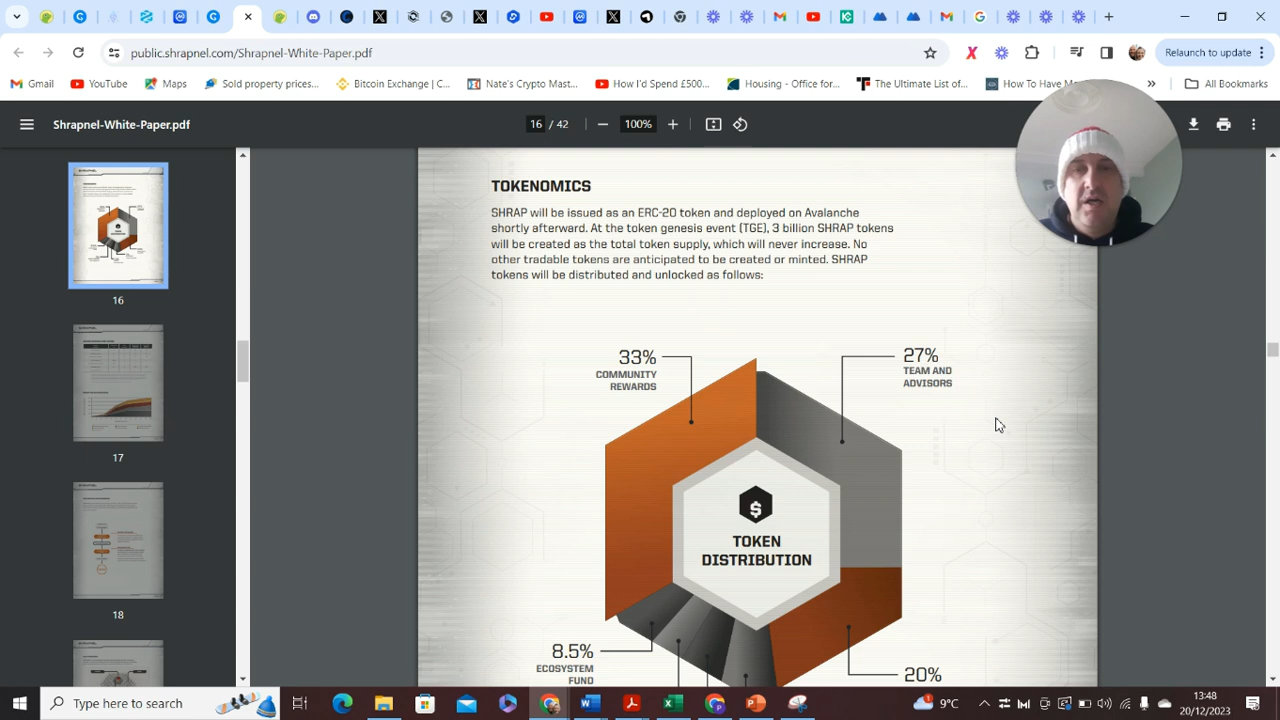 public.shrapnel.com/Shrapnel-White-Paper.pdf
Relaunch to update
Gmail
YouTube
Maps
Sold property prices...
Bitcoin Exchange | C...
Nate's Crypto Mast...
How I'd Spend £500...
Housing - Office for...
The Ultimate List of...
How To Have M
»
All Bookmarks
Shrapnel-White-Paper.pdf
16 / 42
100%
16
17
18
TOKENOMICS
SHRAP will be issued as an ERC-20 token and deployed on Avalanche
shortly afterward. At the token genesis event (TGE), 3 billion SHRAP tokens
will be created as the total token supply, which will never increase. No
other tradable tokens are anticipated to be created or minted. SHRAP
tokens will be distributed and unlocked as follows:
33%
COMMUNITY
REWARDS
27%
TEAM AND
ADVISORS
$
TOKEN
DISTRIBUTION
8.5%
ECOSYSTEM
FUND
20%
Type here to search
1
9°C
13:48
20/12/2023